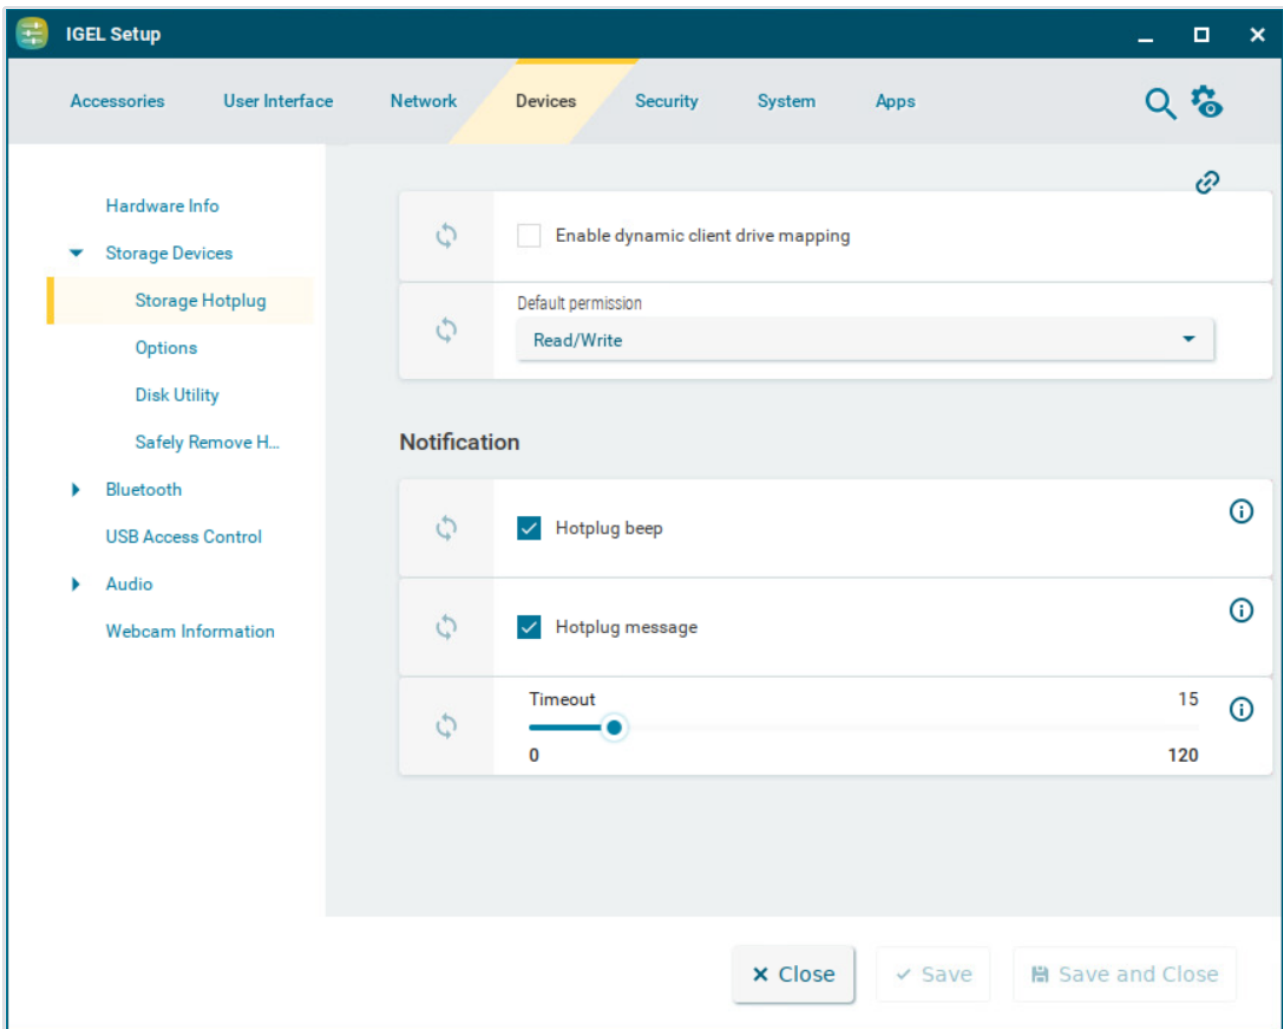 IGEL Setup
Accessories User Interface Network Devices Security System Apps
Hardware Info
Storage Devices
Storage Hotplug
Options
Disk Utility
Safely Remove H...
Bluetooth
USB Access Control
Audio
Webcam Information
Enable dynamic client drive mapping
Default permission
Read/Write
Notification
Hotplug beep
Hotplug message
Timeout 15
0 120
Close Save Save and Close